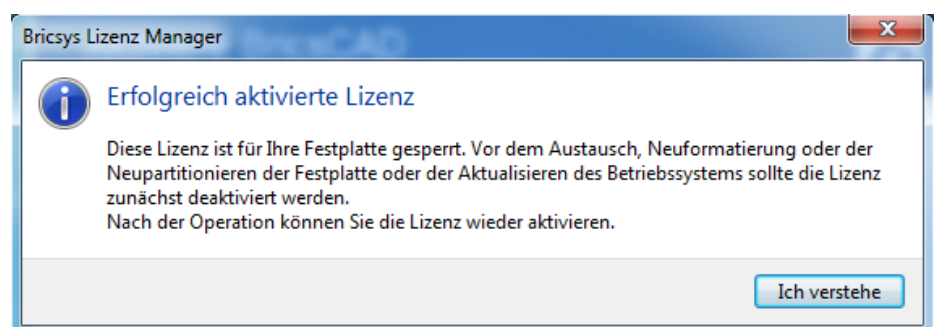 Bricsys Lizenz Manager
BricsCAD
Erfolgreich aktivierte Lizenz
Diese Lizenz ist für Ihre Festplatte gesperrt. Vor dem Austausch, Neuformatierung oder der
Neupartitionieren der Festplatte oder der Aktualisieren des Betriebssystems sollte die Lizenz
zunächst deaktiviert werden.
Nach der Operation können Sie die Lizenz wieder aktivieren.
Ich verstehe